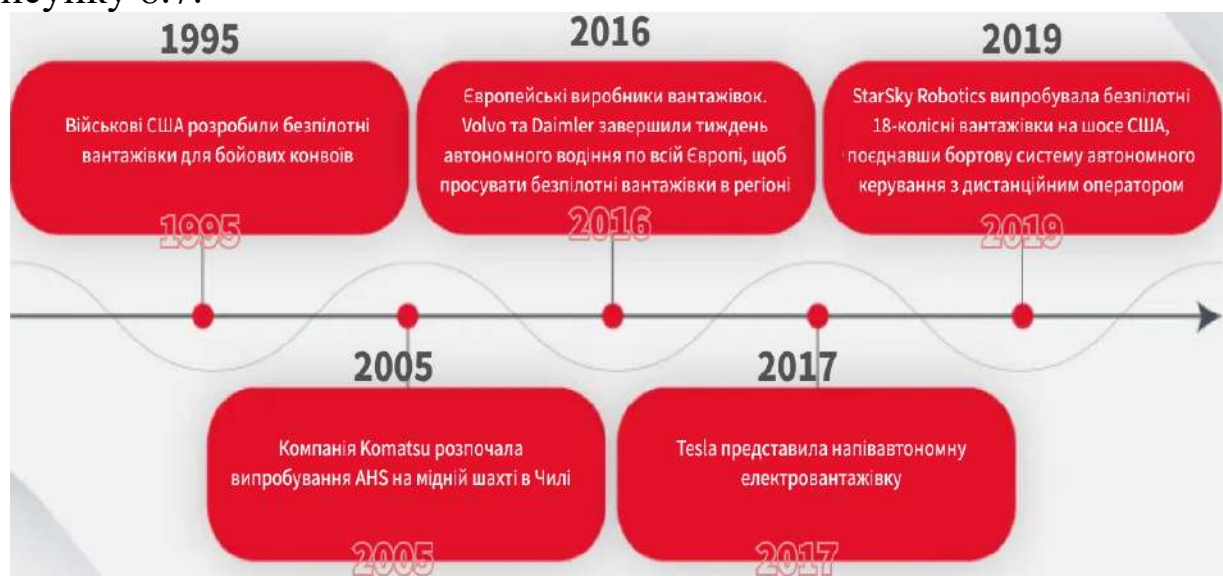 6.7.
1995
Військові США розробили безпілотні
вантажівки для бойових конвоїв
1995
2016
Європейські виробники вантажівок.
Volvo та Daimler завершили тиждень
автономного водіння по всій Європі, щоб
просувати безпілотні вантажівки в регіоні
2016
2019
StarSky Robotics випробувала безпілотні
18-колісні вантажівки на шосе США,
поєднавши бортову систему автономного
керування з дистанційним оператором
2019
2005
Компанія Komatsu розпочала
випробування AHS на мідній шахті в Чилі
2005
2017
Tesla представила напівавтономну
електровантажівку
2017